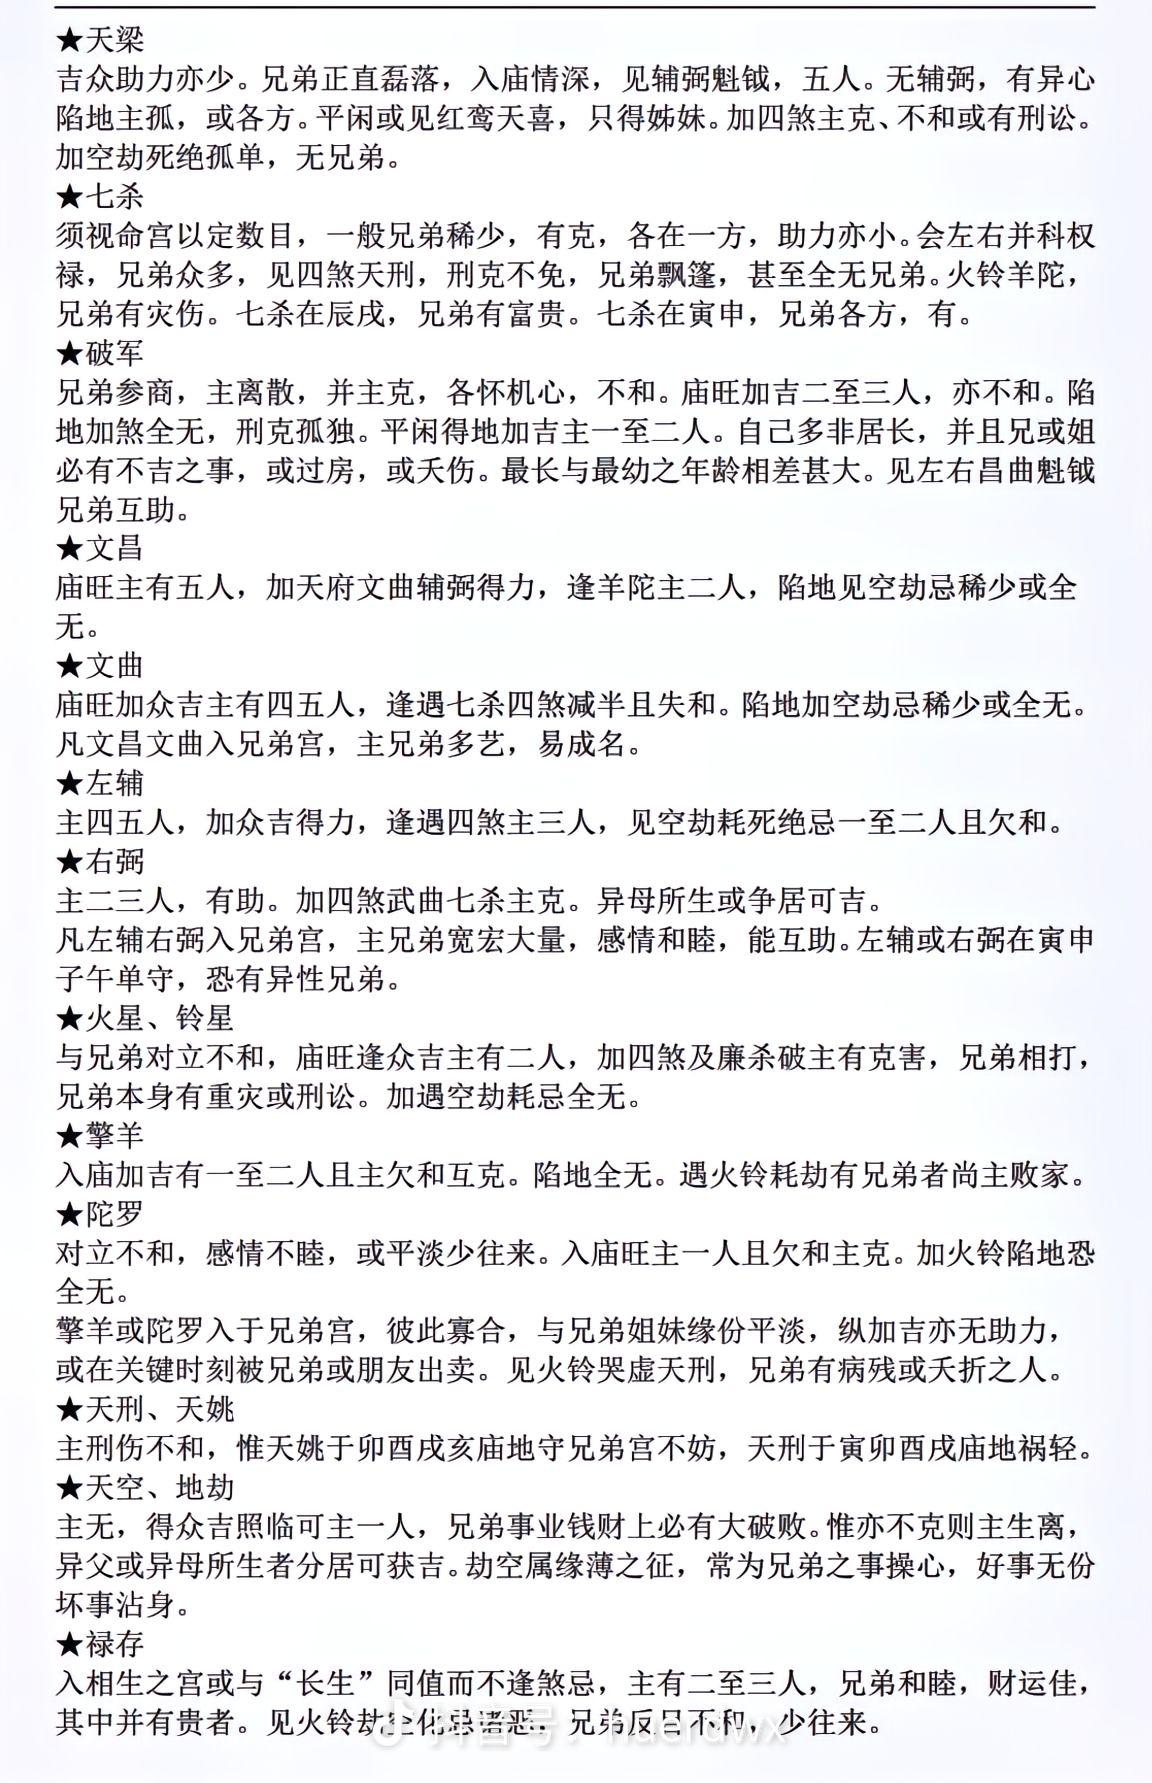 ★天梁
吉众助力亦少。兄弟正直磊落，入庙情深，见辅弼魁钺，五人。无辅弼，有异心
陷地主孤，或各方。平闲或见红鸾天喜，只得姊妹。加四煞主克、不和或有刑讼。
加空劫死绝孤单，无兄弟。
★七杀
须视命宫以定数目，一般兄弟稀少，有克，各在一方，助力亦小。会左右并科权
禄，兄弟众多，见四煞天刑，刑克不免，兄弟飘篷，甚至全无兄弟。火铃羊陀，
兄弟有灾伤。七杀在辰戌，兄弟有富贵。七杀在寅申，兄弟各方，有。
★破军
兄弟参商，主离散，并主克，各怀机心，不和。庙旺加吉二至三人，亦不和。陷
地加煞全无，刑克孤独。平闲得地加吉主一至二人。自己多非居长，并且兄或姐
必有不吉之事，或过房，或夭伤。最长与最幼之年龄相差甚大。见左右昌曲魁钺
兄弟互助。
★文昌
庙旺主有五人，加天府文曲辅弼得力，逢羊陀主二人，陷地见空劫忌稀少或全
无。
★文曲
庙旺加众吉主有四五人，逢遇七杀四煞减半且失和。陷地加空劫忌稀少或全无。
凡文昌文曲入兄弟宫，主兄弟多艺，易成名。
★左辅
主四五人，加众吉得力，逢遇四煞主三人，见空劫耗死绝忌一至二人且欠和。
★右弼
主二三人，有助。加四煞武曲七杀主克。异母所生或争居可吉。
凡左辅右弼入兄弟宫，主兄弟宽宏大量，感情和睦，能互助。左辅或右弼在寅申
子午单守，恐有异性兄弟。
★火星、铃星
与兄弟对立不和，庙旺逢众吉主有二人，加四煞及廉杀破主有克害，兄弟相打，
兄弟本身有重灾或刑讼。加遇空劫耗忌全无。
★擎羊
入庙加吉有一至二人且主欠和互克。陷地全无。遇火铃耗劫有兄弟者尚主败家。
★陀罗
对立不和，感情不睦，或平淡少往来。入庙旺主一人且欠和主克。加火铃陷地恐
全无。
擎羊或陀罗入于兄弟宫，彼此寡合，与兄弟姐妹缘份平淡，纵加吉亦无助力，
或在关键时刻被兄弟或朋友出卖。见火铃哭虚天刑，兄弟有病残或夭折之人。
★天刑、天姚
主刑伤不和，惟天姚于卯酉戌亥庙地守兄弟宫不妨，天刑于寅卯酉戌庙地祸轻。
★天空、地劫
主无，得众吉照临可主一人，兄弟事业钱财上必有大破败。惟亦不克则主生离，
异父或异母所生者分居可获吉。劫空属缘薄之征，常为兄弟之事操心，好事无份
坏事沾身。
★禄存
入相生之宫或与“长生”同值而不逢煞忌，主有二至三人，兄弟和睦，财运佳，
其中并有贵者。见火铃劫空化忌诸恶，兄弟反目不和，少往来。
抖音号：haerdwx